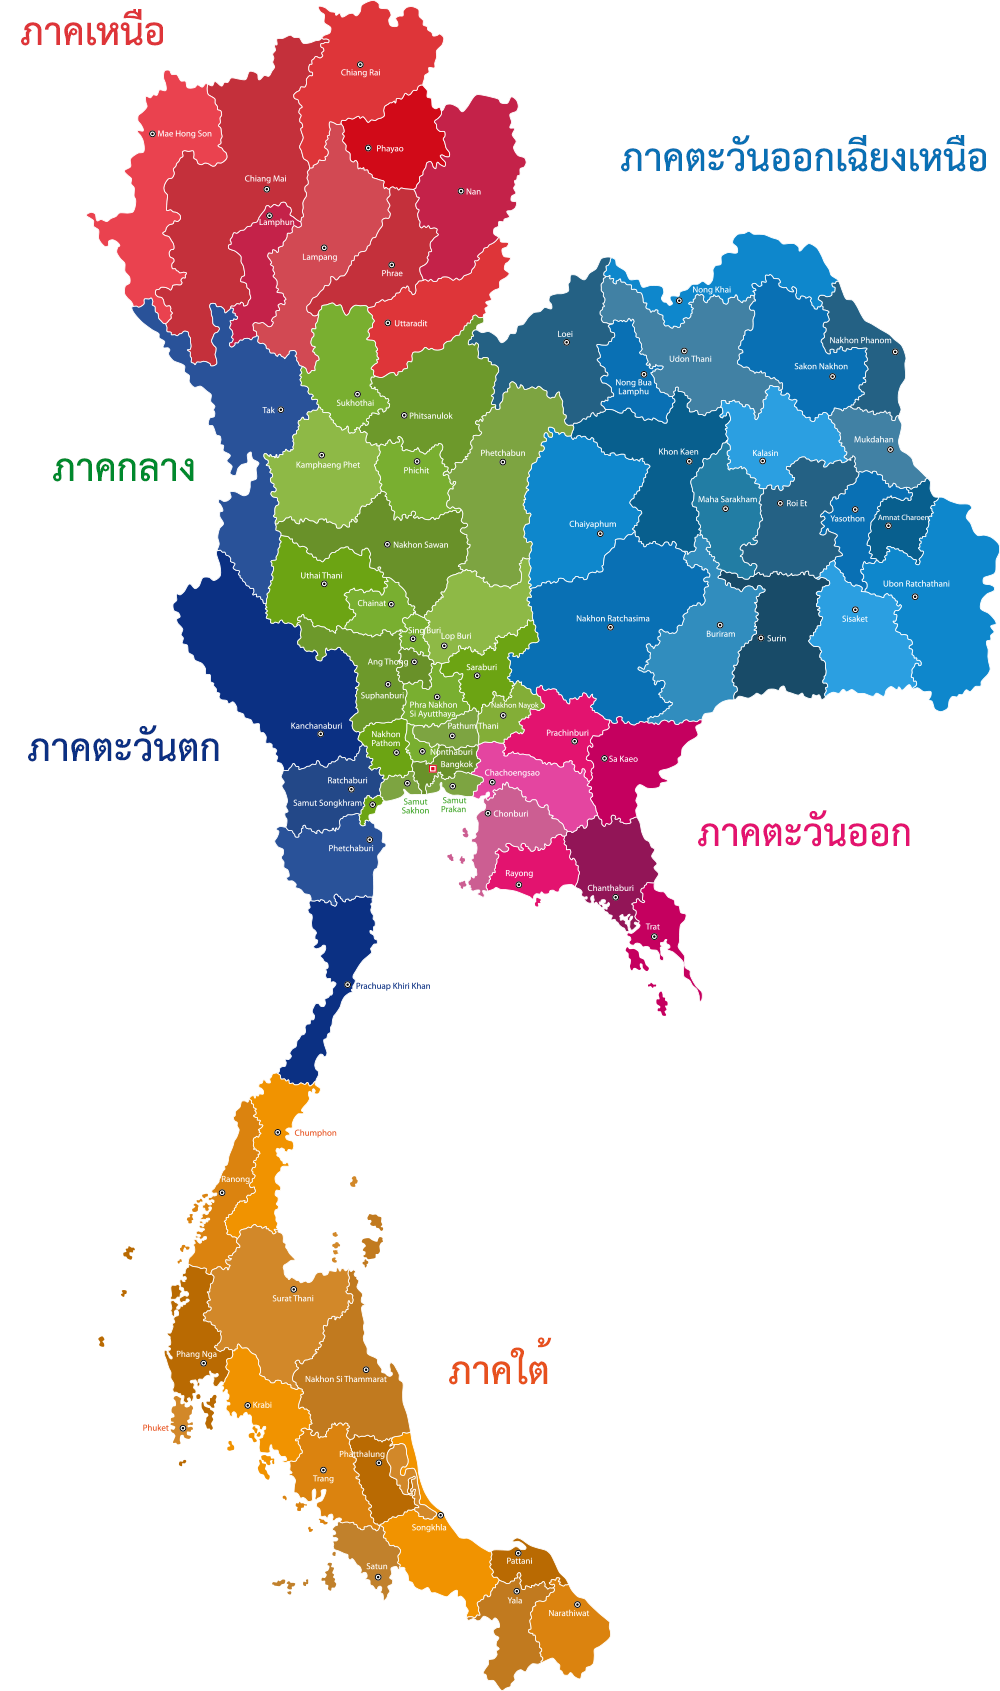 ภาคเหนือ
Chiang Rai
Mae Hong Son
Phayao
ภาคตะวันออกเฉียงเหนือ
Chiang Mai
Nan
Lamphun
Lampang
Phrae
Nong Khai
Uttaradit
Loei
Nakhon Phanom
Udon Thani
Sakon Nakhon
Nong Bua
Lamphu
Sukhothai
Tak
Phitsanulok
Mukdahan
ภาคกลาง
Phetchabun
Khon Kaen
Kalasin
Kamphaeng Phet
Phichit
Maha Sarakham
Roi Et
Yasothon
Amnat Charoen
Chaiyaphum
Nakhon Sawan
Uthai Thani
Ubon Ratchathani
Chainat
Nakhon Ratchasima
Sisaket
Sing Buri
Lop Buri
Buriram
Surin
Ang Thong
Saraburi
Suphanburi
Phra Nakhon
Si Ayutthaya
Nakhon Nayok
Kanchanaburi
Pathum Thani
Nakhon
Pathom
Prachinburi
ภาคตะวันตก
Nonthaburi
Sa Kaeo
Bangkok
Chachoengsao
Ratchaburi
Samut Songkhram
Samut
Sakhon
Samut
Prakan
Chonburi
ภาคตะวันออก
Phetchaburi
Rayong
Chanthaburi
Trat
Prachuap Khiri Khan
Chumphon
Ranong
Surat Thani
Phang Nga
ภาคใต้
Nakhon Si Thammarat
Krabi
Phuket
Phatthalung
Trang
Songkhla
Satun
Pattani
Yala
Narathiwat